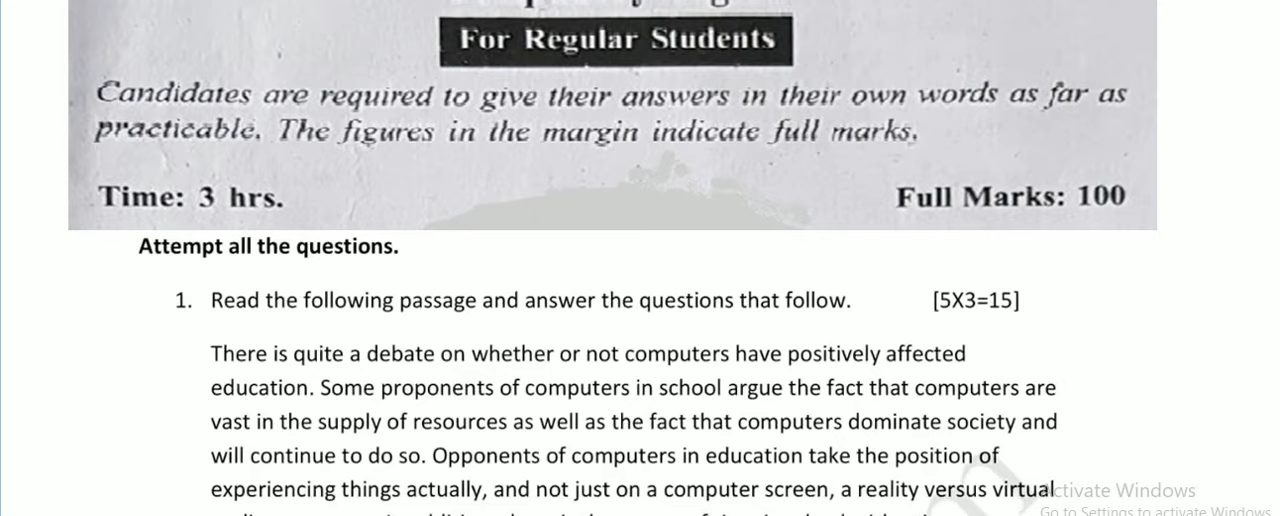 For Regular Students
Candidates are required to give their answers in their own words as far as
practicable. The figures in the margin indicate full marks.
Time: 3 hrs.
Full Marks: 100
Attempt all the questions.
1. Read the following passage and answer the questions that follow. [5X3=15]
There is quite a debate on whether or not computers have positively affected
education. Some proponents of computers in school argue the fact that computers are
vast in the supply of resources as well as the fact that computers dominate society and
will continue to do so. Opponents of computers in education take the position of
experiencing things actually, and not just on a computer screen, a reality versus virtual
Activate Windows
Go to Settings to activate Windows